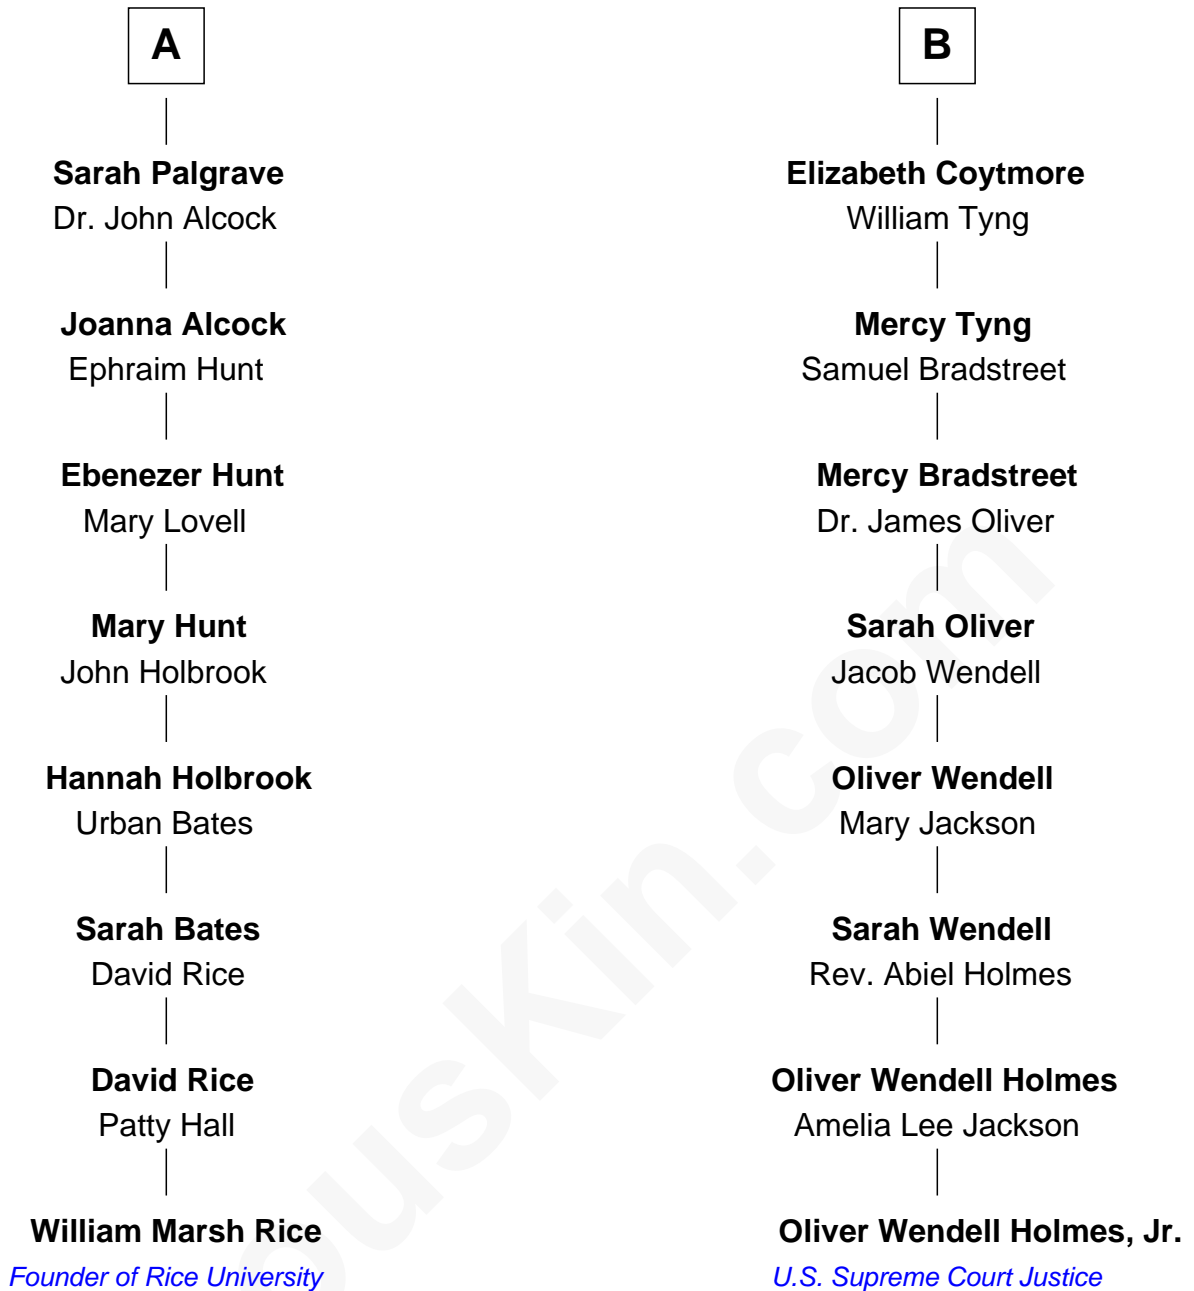 A
Sarah Palgrave
Dr. John Alcock
Joanna Alcock
Ephraim Hunt
Ebenezer Hunt
Mary Lovell
Mary Hunt
John Holbrook
Hannah Holbrook
Urban Bates
Sarah Bates
David Rice
David Rice
Patty Hall
William Marsh Rice
Founder of Rice University
B
Elizabeth Coytmore
William Tyng
Mercy Tyng
Samuel Bradstreet
Mercy Bradstreet
Dr. James Oliver
Sarah Oliver
Jacob Wendell
Oliver Wendell
Mary Jackson
Sarah Wendell
Rev. Abiel Holmes
Oliver Wendell Holmes
Amelia Lee Jackson
Oliver Wendell Holmes, Jr.
U.S. Supreme Court Justice
ousKin.com